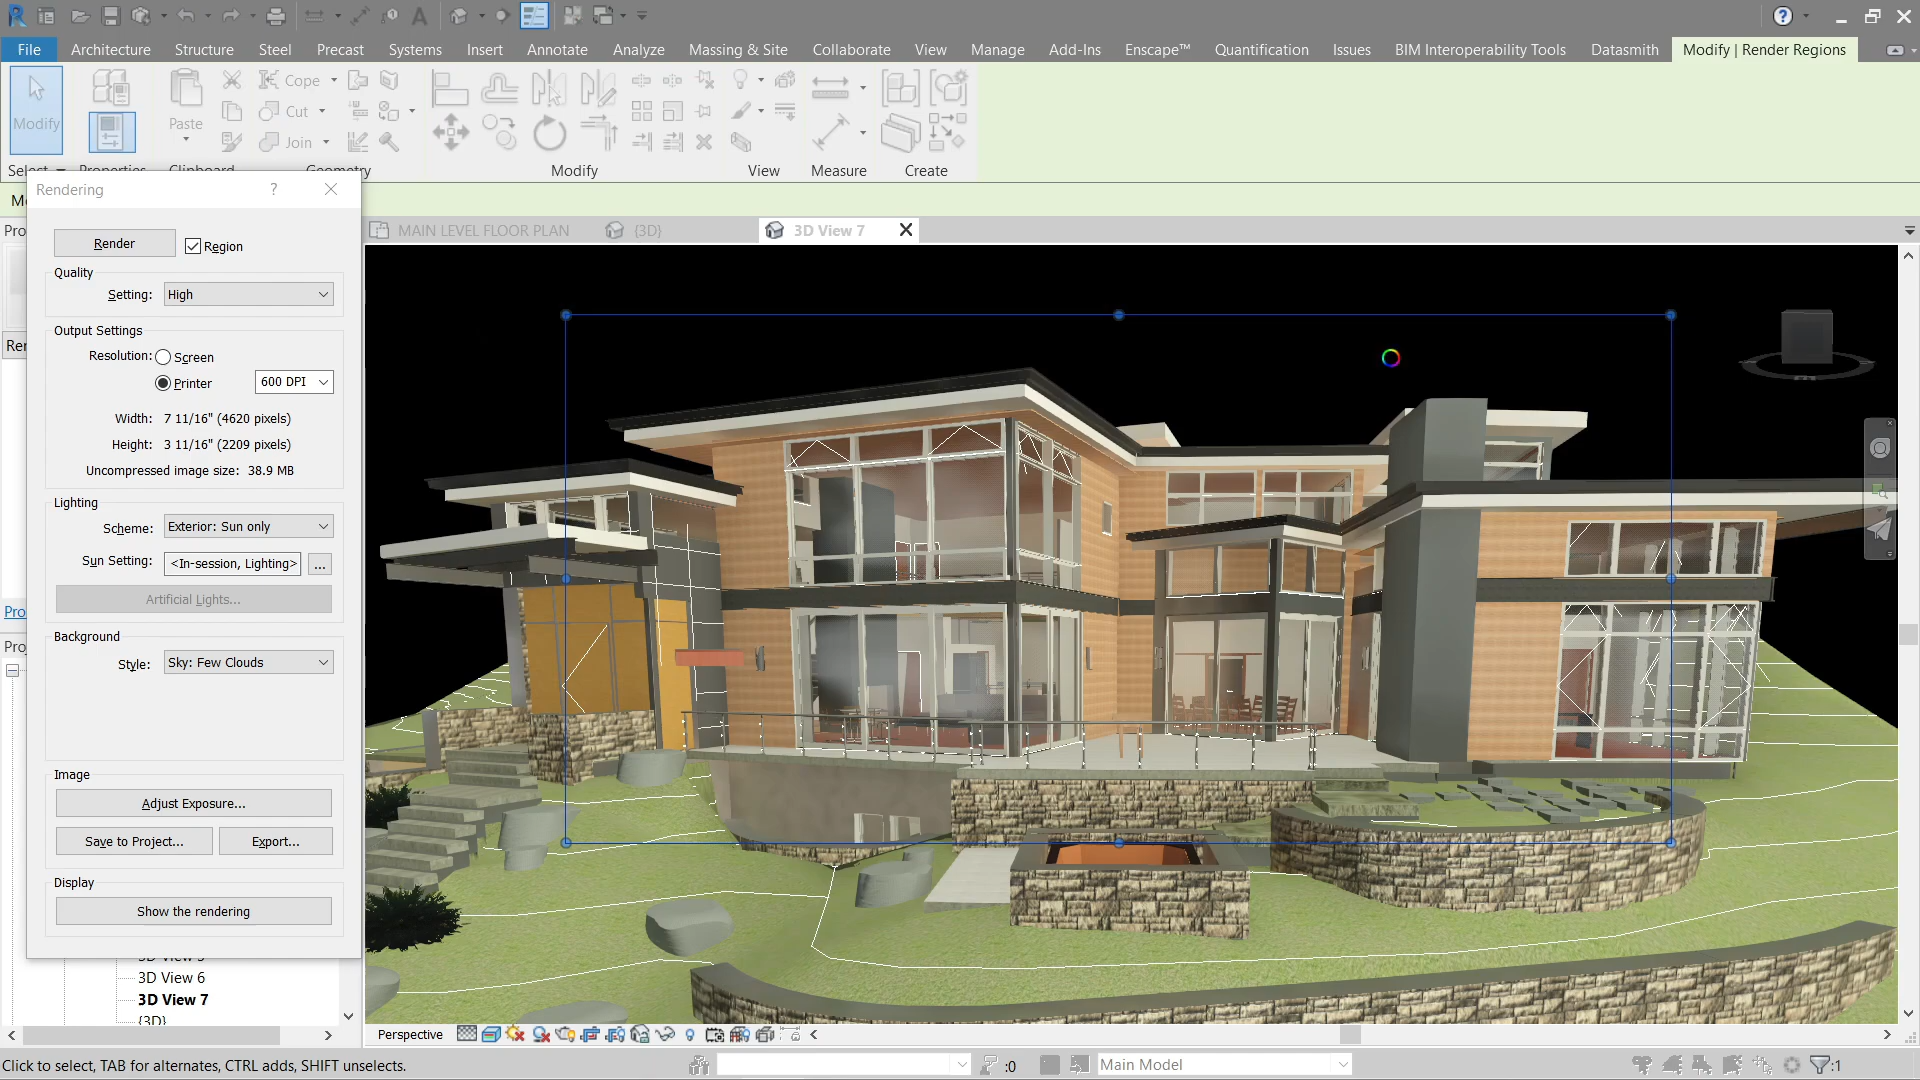 File Architecture Structure Steel Precast Systems Insert Annotate Analyze Massing & Site Collaborate View Manage Add-Ins Enscape™ Quantification Issues BIM Interoperability Tools Datasmith Modify | Render Regions
Modify Paste Cope Cut Join
Select Properties Clipboard Geometry Modify View Measure Create
Rendering ? 
MAIN LEVEL FLOOR PLAN {3D} 3D View 7
Render Region
Quality
Setting: High
Output Settings
Resolution: Screen
Printer 600 DPI
Width: 7 11/16" (4620 pixels)
Height: 3 11/16" (2209 pixels)
Uncompressed image size: 38.9 MB
Lighting
Scheme: Exterior: Sun only
Sun Setting: <In-session, Lighting> ...
Artificial Lights...
Background
Style: Sky: Few Clouds
Image
Adjust Exposure...
Save to Project... Export...
Display
Show the rendering
3D View 6
3D View 7
{3D}
Perspective
Click to select, TAB for alternates, CTRL adds, SHIFT unselects. :0 Main Model :1